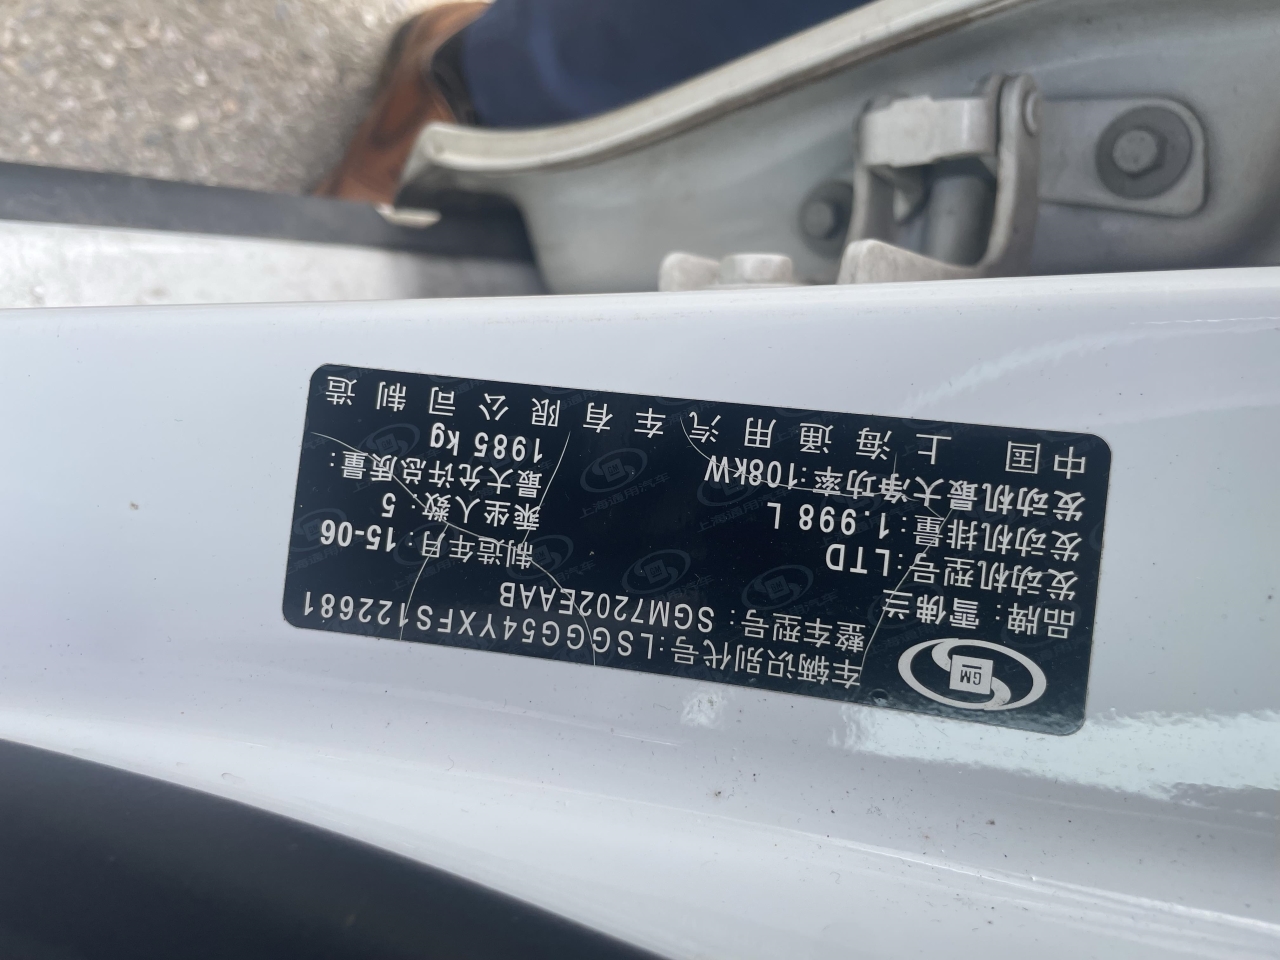 GM
车辆识别代号:LSGGG54YXFS122681
整车型号: SGM7202EAAB
品牌: 雪佛兰
发动机型号:LTD
制造年月: 15-06
发动机排量: 1.998 L
乘坐人数: 5
发动机最大净功率:108kW
最大允许总质量:
1985 kg
中国 上海通用汽车有限公司制造